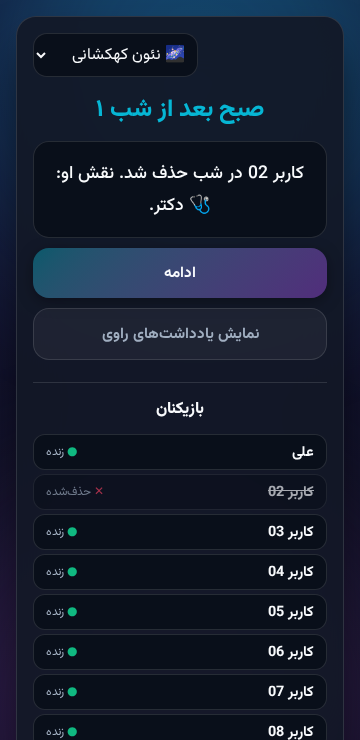 🌌 نئون کهکشانی
صبح بعد از شب ۱
کاربر 02 در شب حذف شد. نقش او:
🩺 دکتر.
ادامه
نمایش یادداشت‌های راوی
بازیکنان
علی زنده
کاربر 02 × حذف‌شده
کاربر 03 زنده
کاربر 04 زنده
کاربر 05 زنده
کاربر 06 زنده
کاربر 07 زنده
کاربر 08 زنده